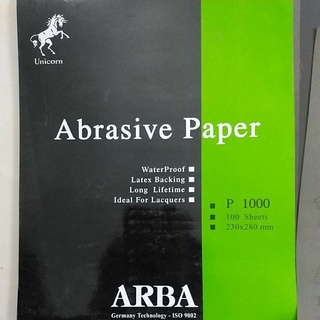 Unicorn
Abrasive Paper
WaterProof ■
Latex Backing ■
Long Lifetime ■
Ideal For Lacquers ■
■ P 1000
■ 100 Sheets
■ 230x280 mm
ARBA
Germany Technology - ISO 9002